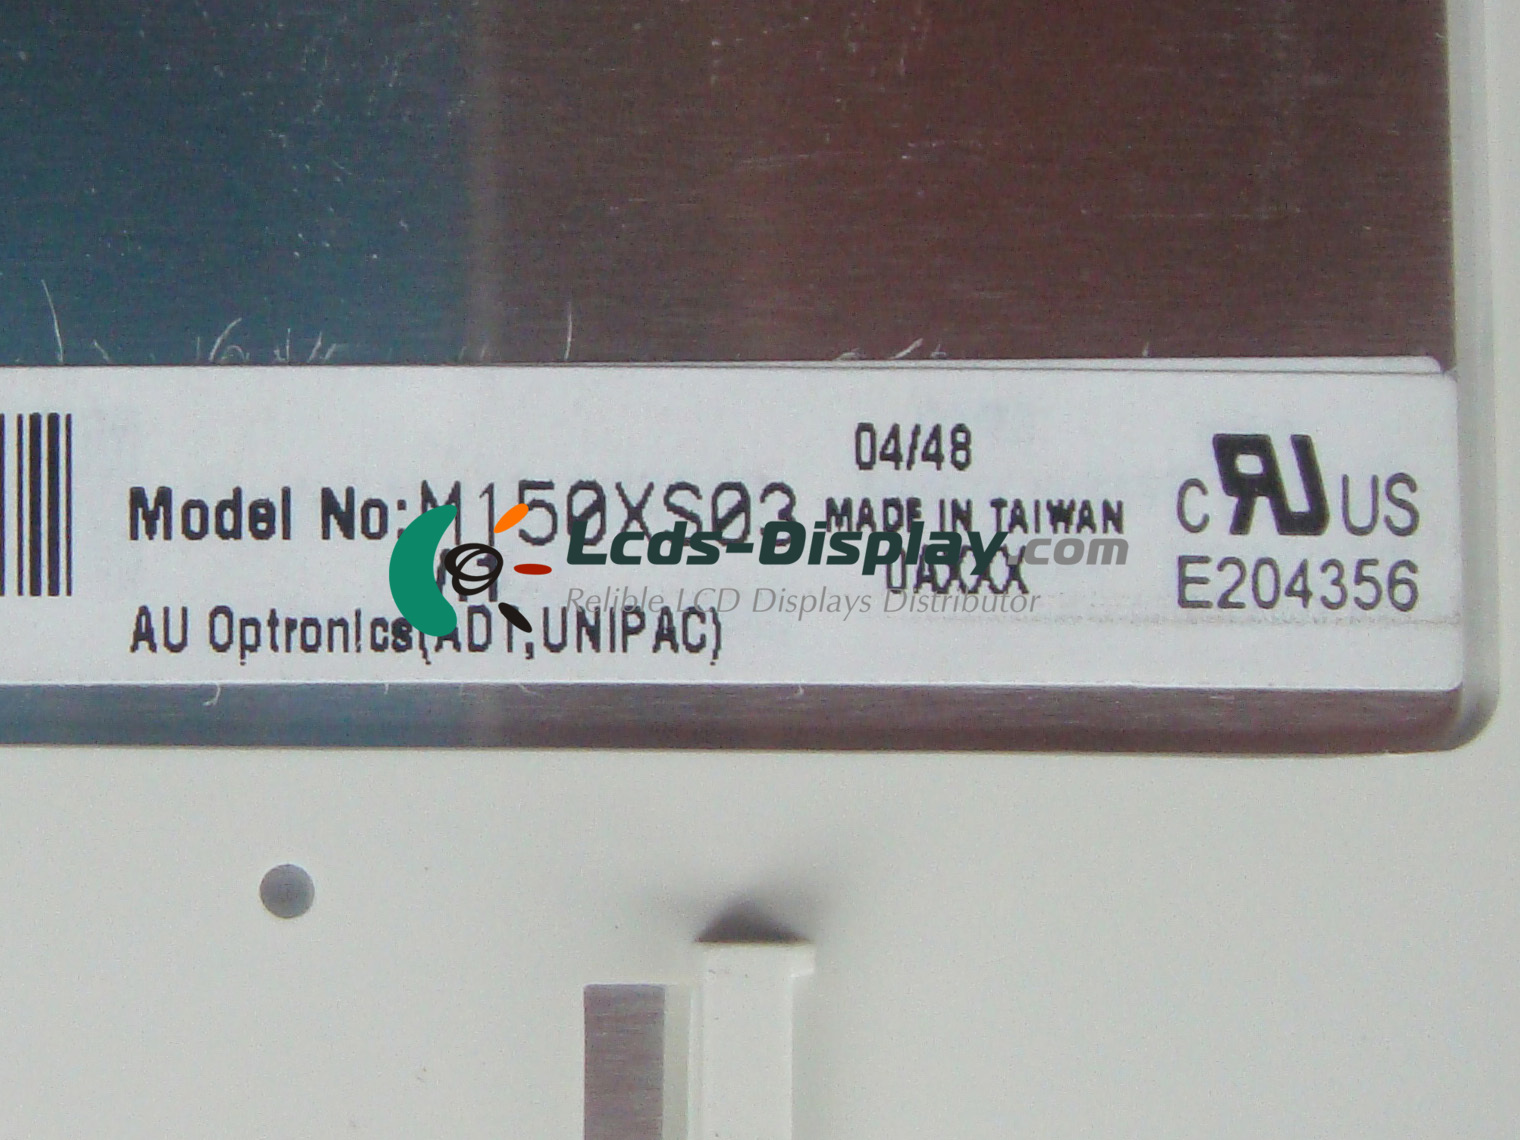 04/48
Model No: M150XS03 MADE IN TAIWAN
C RU US
Lcds-Display.com
E204356
Relible LCD Displays Distributor
AU Optronics(ADT,UNIPAC)